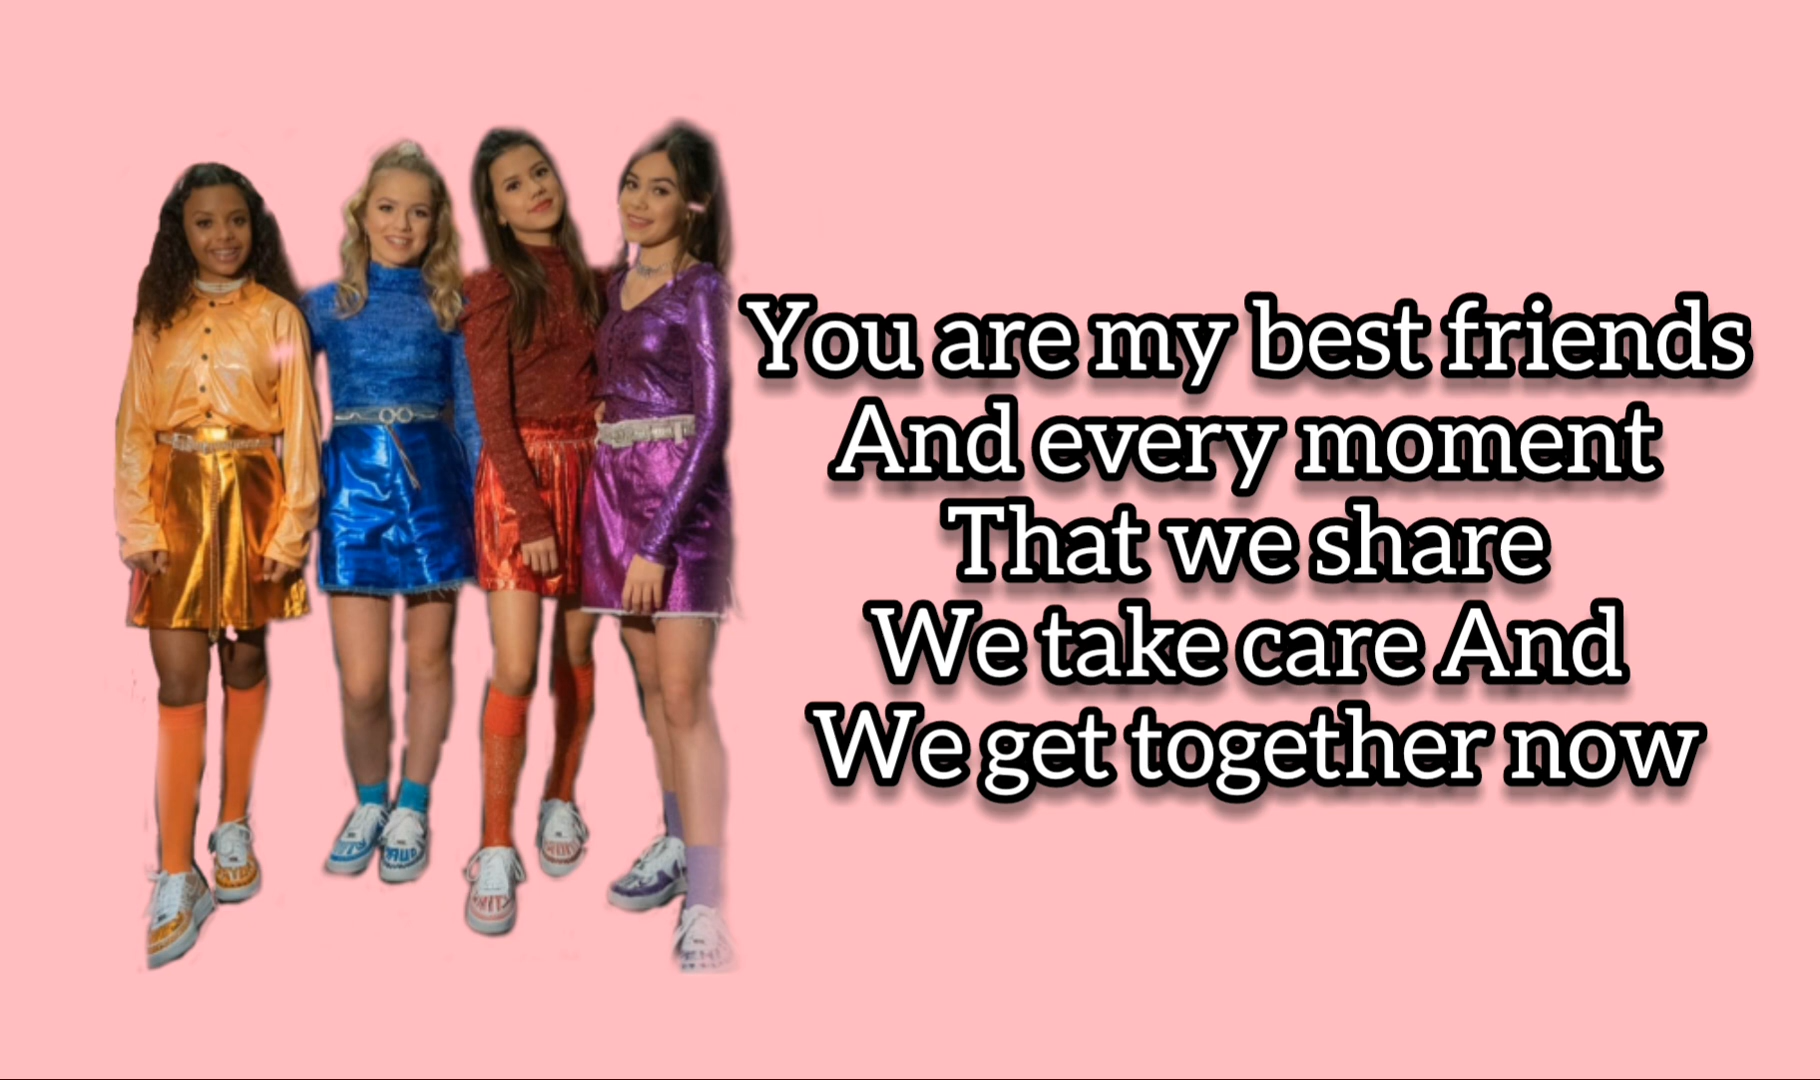 You are my best friends
And every moment
That we share
We take care And
We get together now